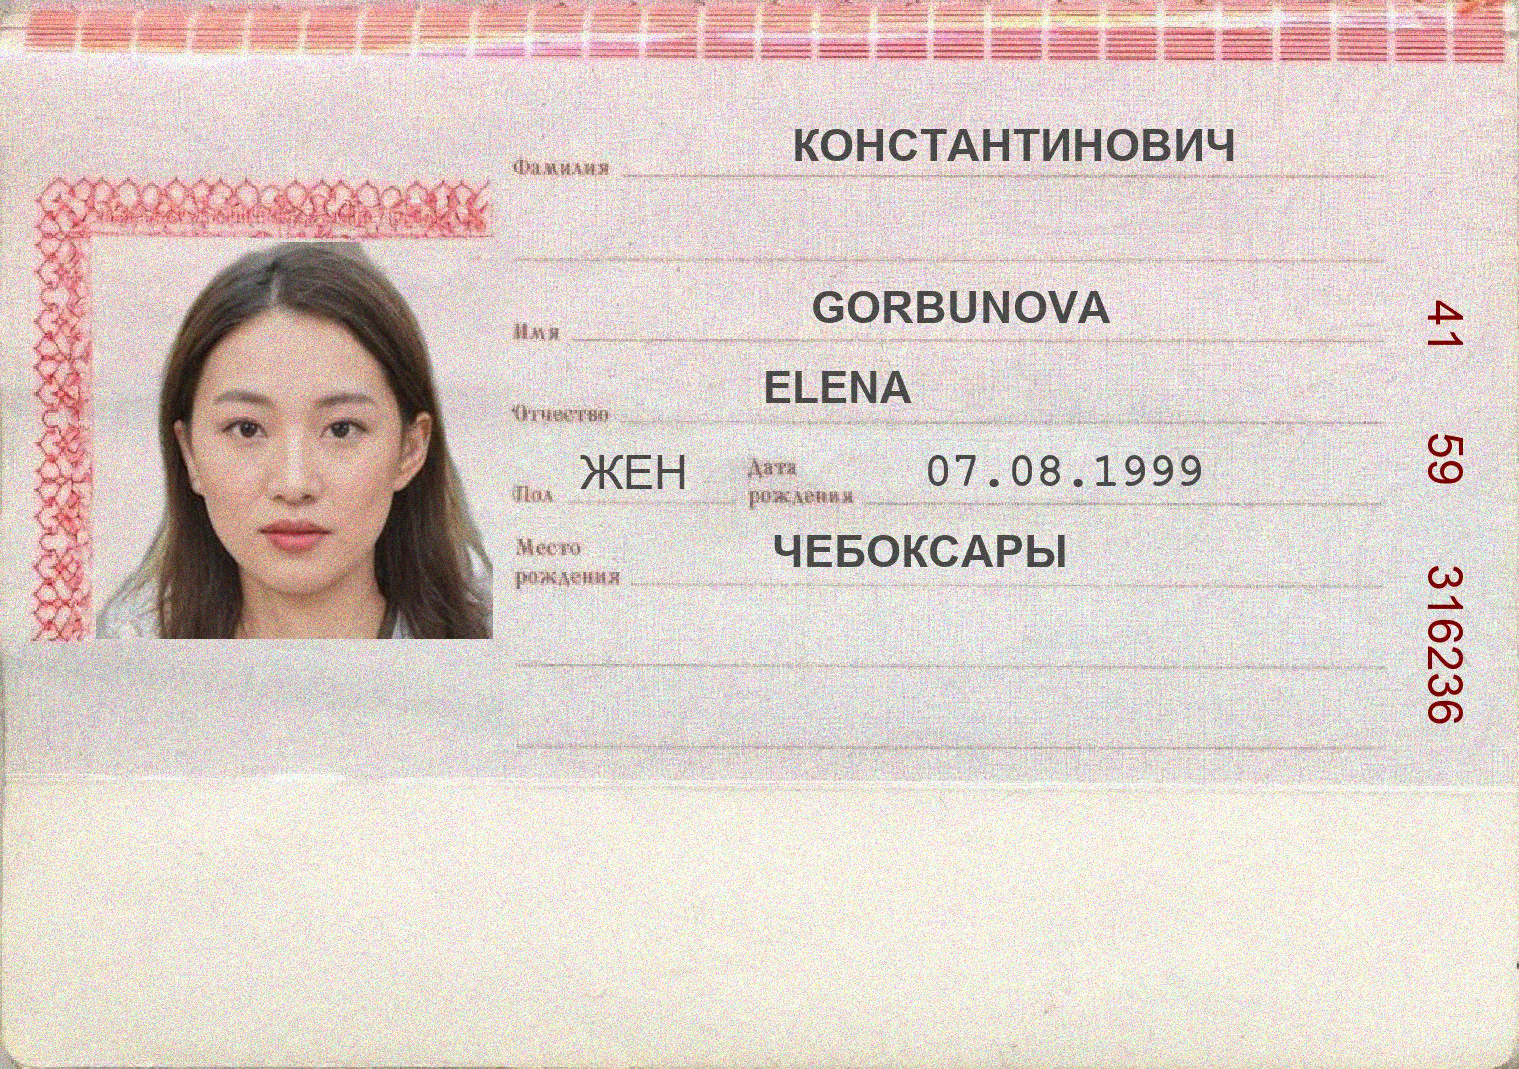 КОНСТАНТИНОВИЧ
Фамилия
GORBUNOVA
Имя
ELENA
Отчество
Пол ЖЕН Дата рождения 07.08.1999
Место рождения ЧЕБОКСАРЫ
41 59 316236